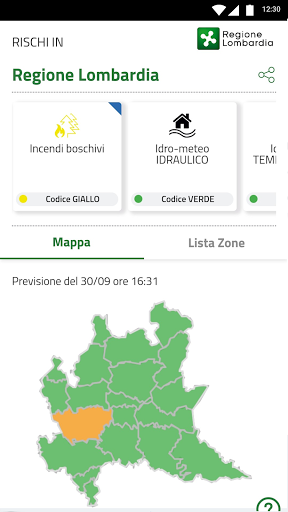 12:30
RISCHI IN
Regione
Lombardia
Regione Lombardia
Incendi boschivi
Codice GIALLO
Idro-meteo
IDRAULICO
Codice VERDE
Id
TEM
Mappa
Lista Zone
Previsione del 30/09 ore 16:31
?